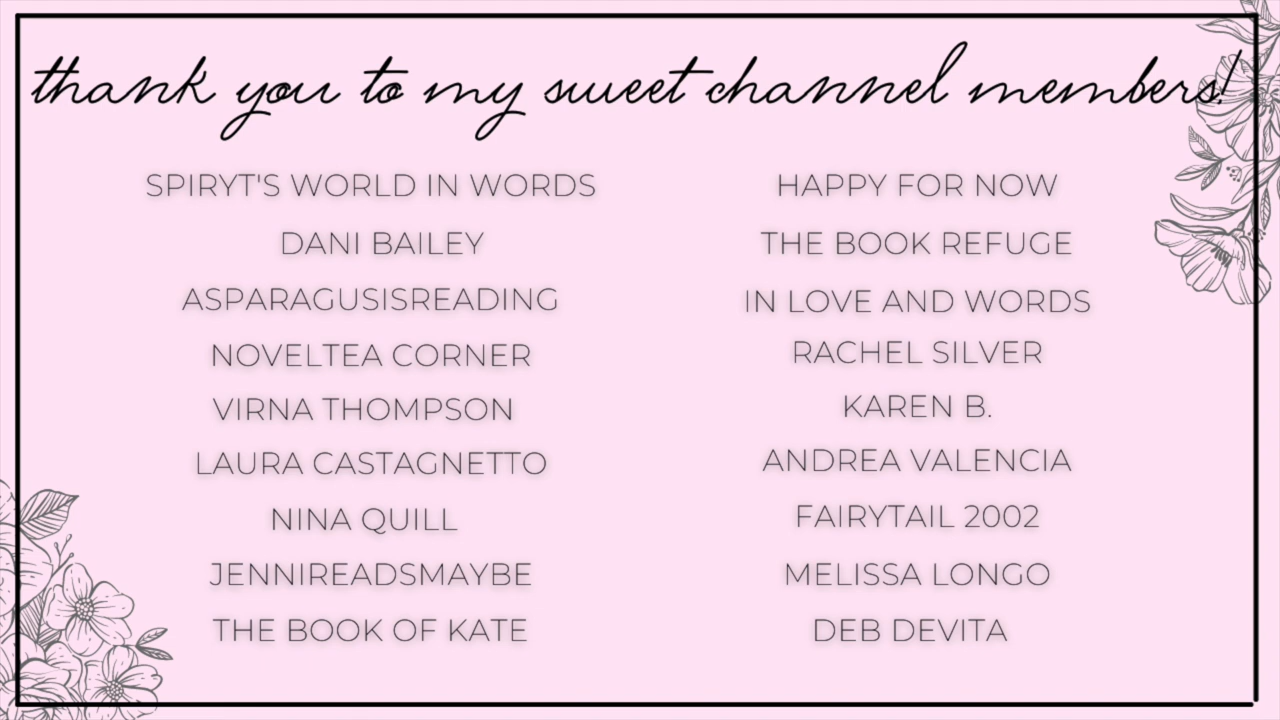 thank you to my sweet channel members!
SPIRYT'S WORLD IN WORDS
DANI BAILEY
ASPARAGUSISREADING
NOVELTEA CORNER
VIRNA THOMPSON
LAURA CASTAGNETTO
NINA QUILL
JENNIREADSMAYBE
THE BOOK OF KATE
HAPPY FOR NOW
THE BOOK REFUGE
IN LOVE AND WORDS
RACHEL SILVER
KAREN B.
ANDREA VALENCIA
FAIRYTAIL 2002
MELISSA LONGO
DEB DEVITA